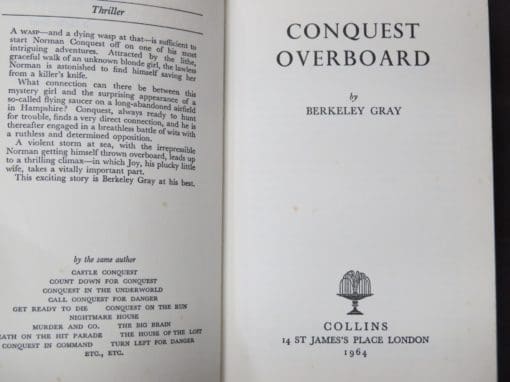 Thriller
A WASP—and a dying wasp at that—is sufficient to
start Norman Conquest off on one of his most
intriguing adventures. Attracted by the lithe,
graceful walk of an unknown blonde girl, the lawless
Norman is astonished to find himself saving her
from a killer's knife.
What connection can there be between this
mystery girl and the surprising appearance of a
so-called flying saucer on a long-abandoned airfield
in Hampshire? Conquest, always ready to hunt
for trouble, finds a very direct connection, and he is
thereafter engaged in a breathless battle of wits with
a ruthless and determined opposition.
A violent storm at sea, with the irrepressible
Norman getting himself thrown overboard, leads up
to a thrilling climax—in which Joy, his plucky little
wife, takes a vitally important part.
This exciting story is Berkeley Gray at his best.
by the same author
CASTLE CONQUEST
COUNT DOWN FOR CONQUEST
CONQUEST IN THE UNDERWORLD
CALL CONQUEST FOR DANGER
GET READY TO DIE CONQUEST ON THE RUN
NIGHTMARE HOUSE
MURDER AND CO. THE BIG BRAIN
EATH ON THE HIT PARADE THE HOUSE OF THE LOST
CONQUEST IN COMMAND TURN LEFT FOR DANGER
ETC., ETC.
CONQUEST
OVERBOARD
by
BERKELEY GRAY
COLLINS
14 ST JAMES'S PLACE LONDON
1964